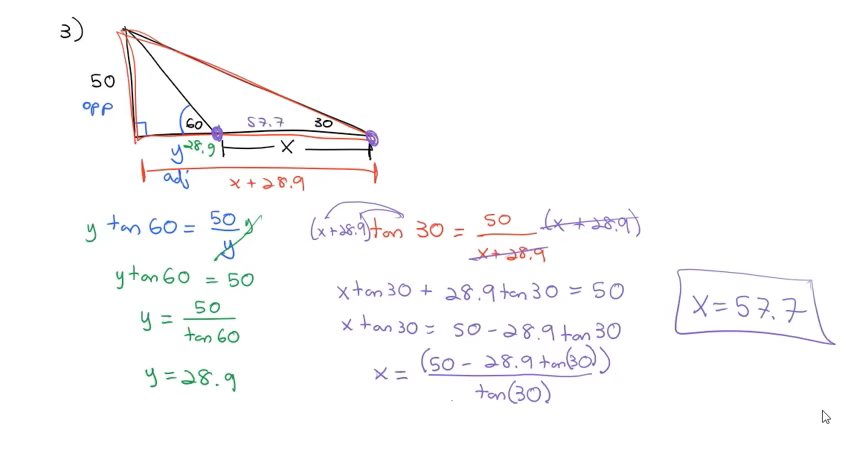 3)
50
opp
60
57.7
30
y 28.9
x
adj
x + 28.9
y tan 60 = 50/y y
y tan 60 = 50
y = 50/tan 60
y = 28.9
(x + 28.9) tan 30 = 50/(x + 28.9) (x + 28.9)
x tan 30 + 28.9 tan 30 = 50
x tan 30 = 50 - 28.9 tan 30
x = (50 - 28.9 tan(30))/tan(30)
x = 57.7